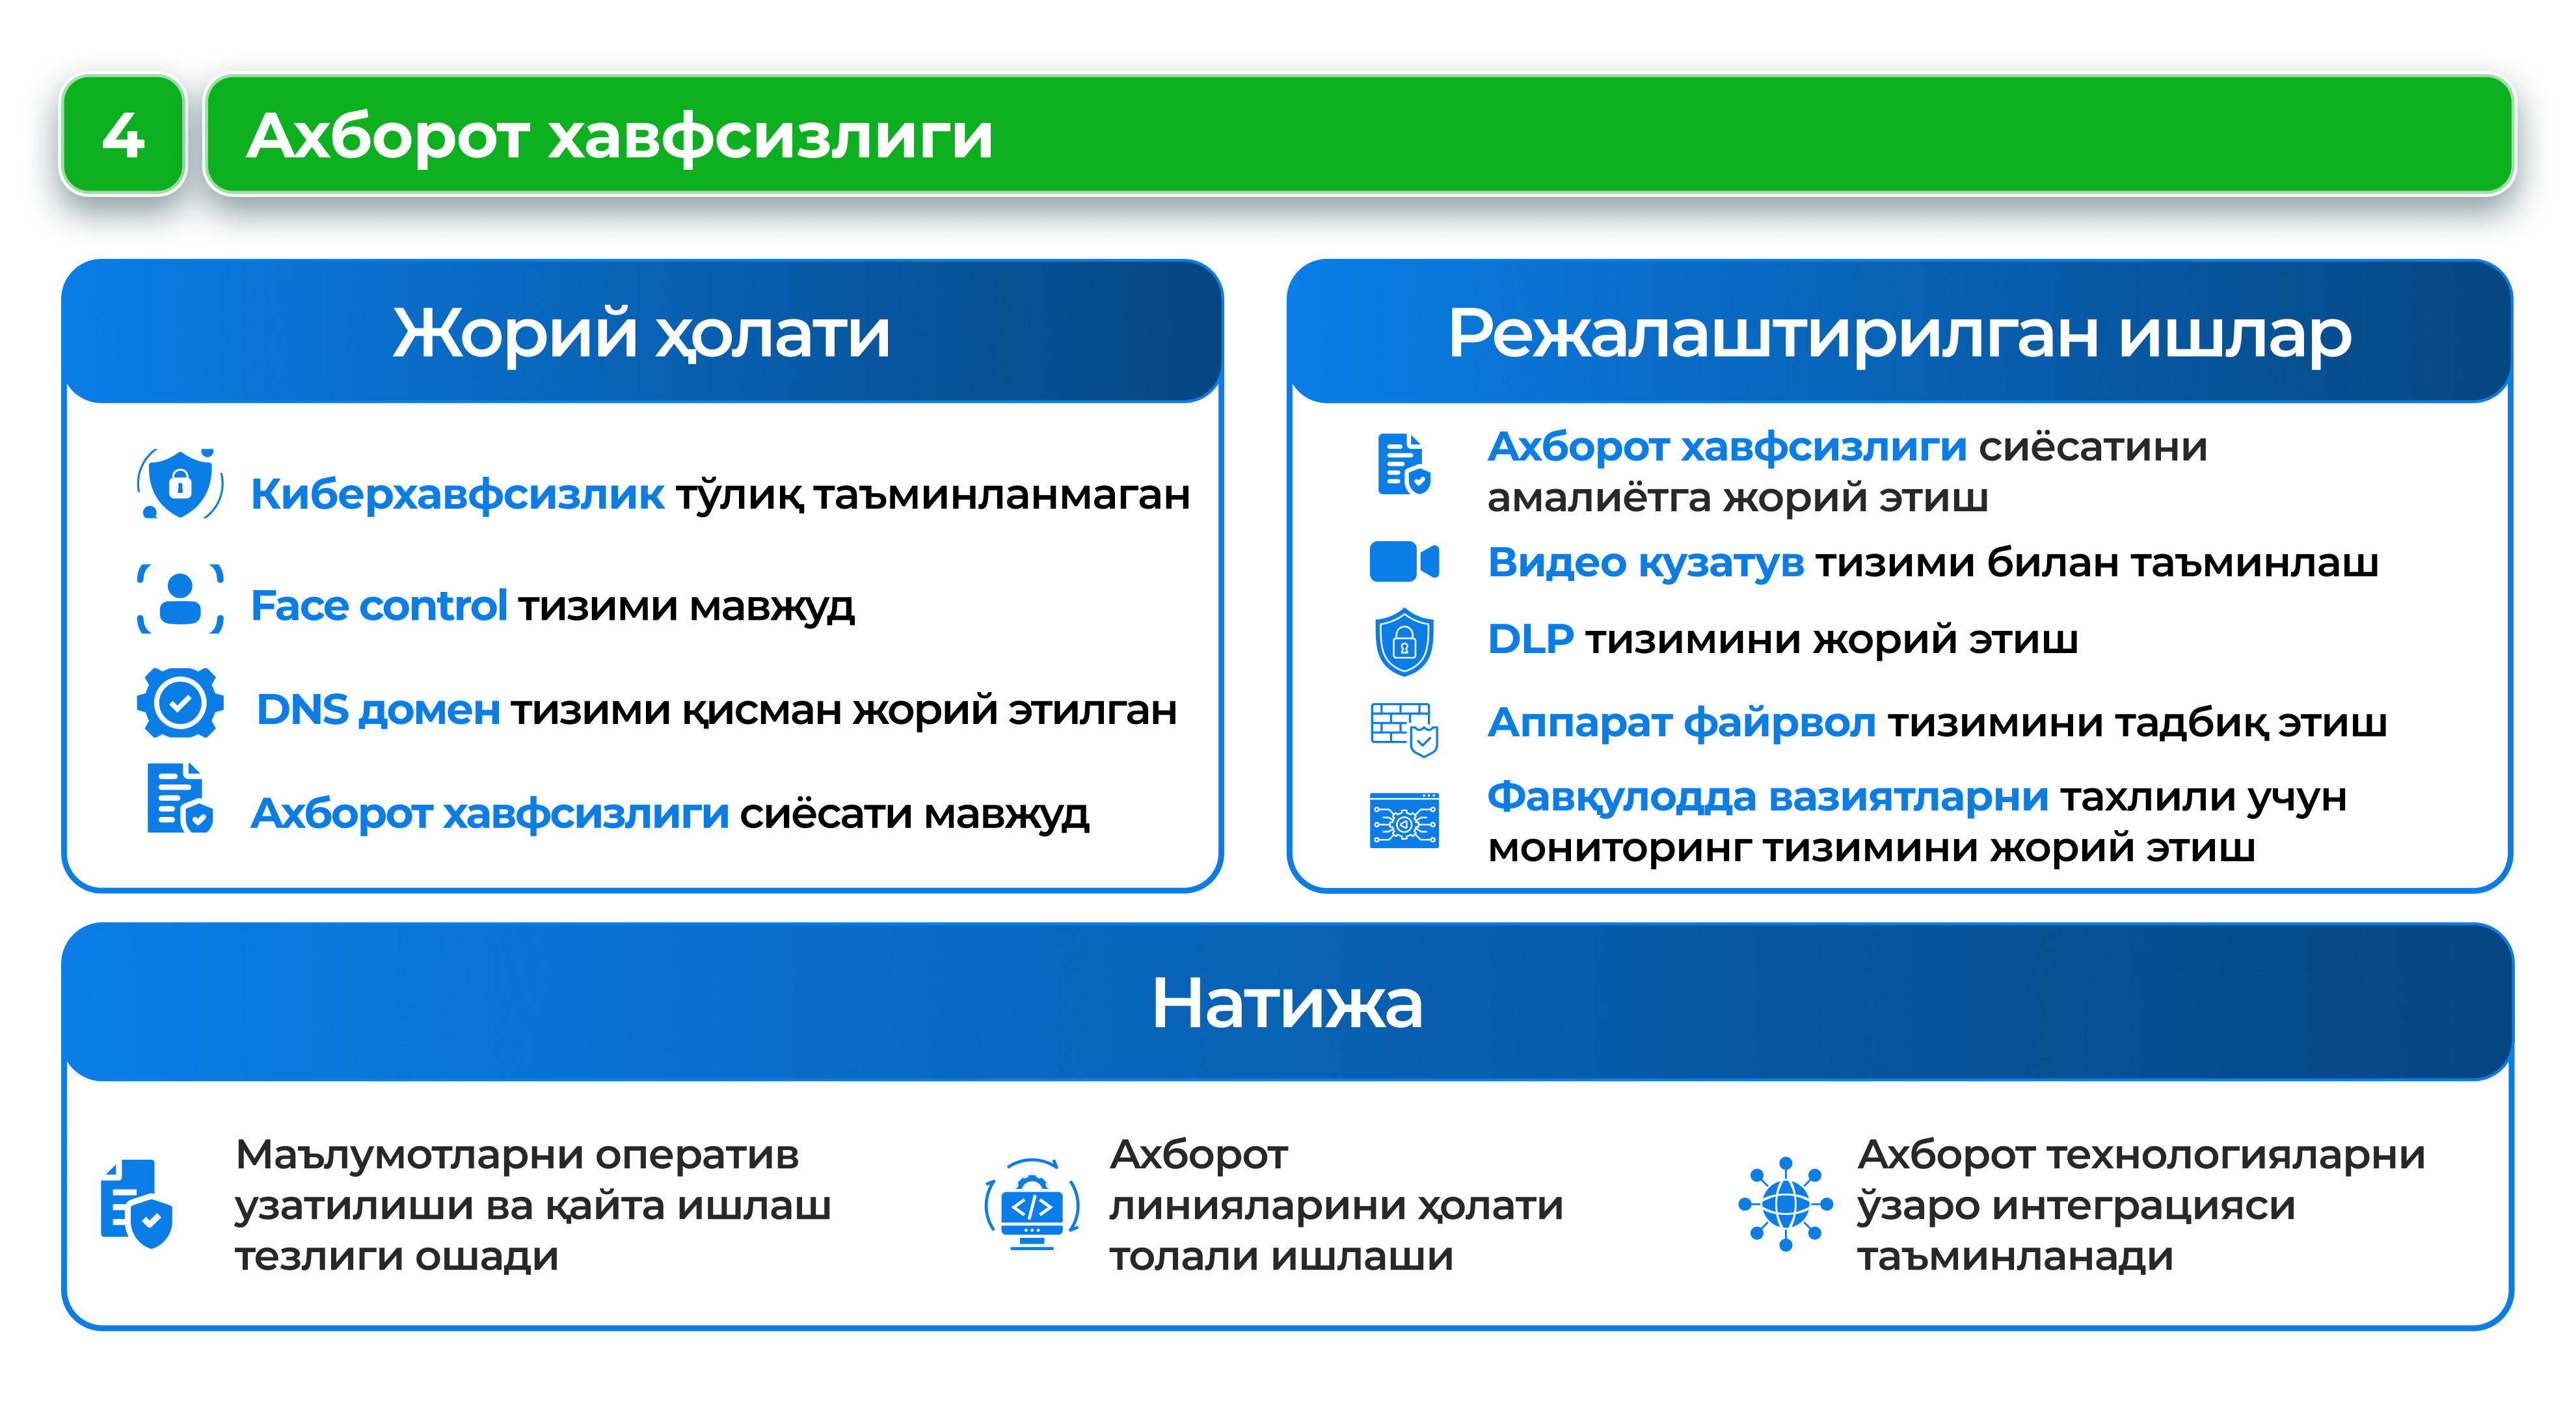 4
Ахборот хавфсизлиги
Жорий ҳолати
Киберхавфсизлик тўлиқ таъминланмаган
Face control тизими мавжуд
DNS домен тизими қисман жорий этилган
Ахборот хавфсизлиги сиёсати мавжуд
Режалаштирилган ишлар
Ахборот хавфсизлиги сиёсатини
амалиётга жорий этиш
Видео кузатув тизими билан таъминлаш
DLP тизимини жорий этиш
Аппарат файрвол тизимини тадбиқ этиш
Фавқулодда вазиятларни тахлили учун
мониторинг тизимини жорий этиш
Натижа
Маълумотларни оператив
узатилиши ва қайта ишлаш
тезлиги ошади
Ахборот
линияларини ҳолати
толали ишлаши
Ахборот технологияларни
ўзаро интеграцияси
таъминланади